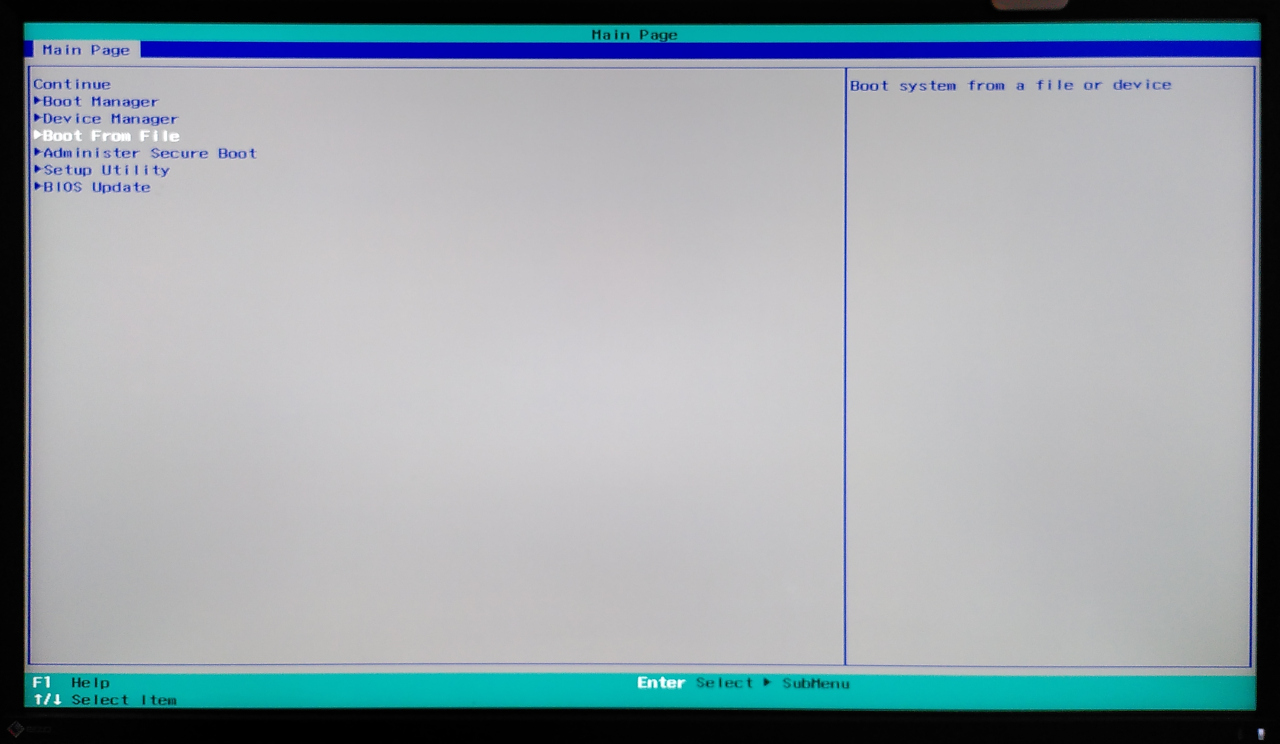 Main Page
Main Page
Continue
▶Boot Manager
▶Device Manager
▶Boot From File
▶Administer Secure Boot
▶Setup Utility
▶BIOS Update
Boot system from a file or device
F1 Help
↑/↓ Select Item
Enter Select ▶ SubMenu